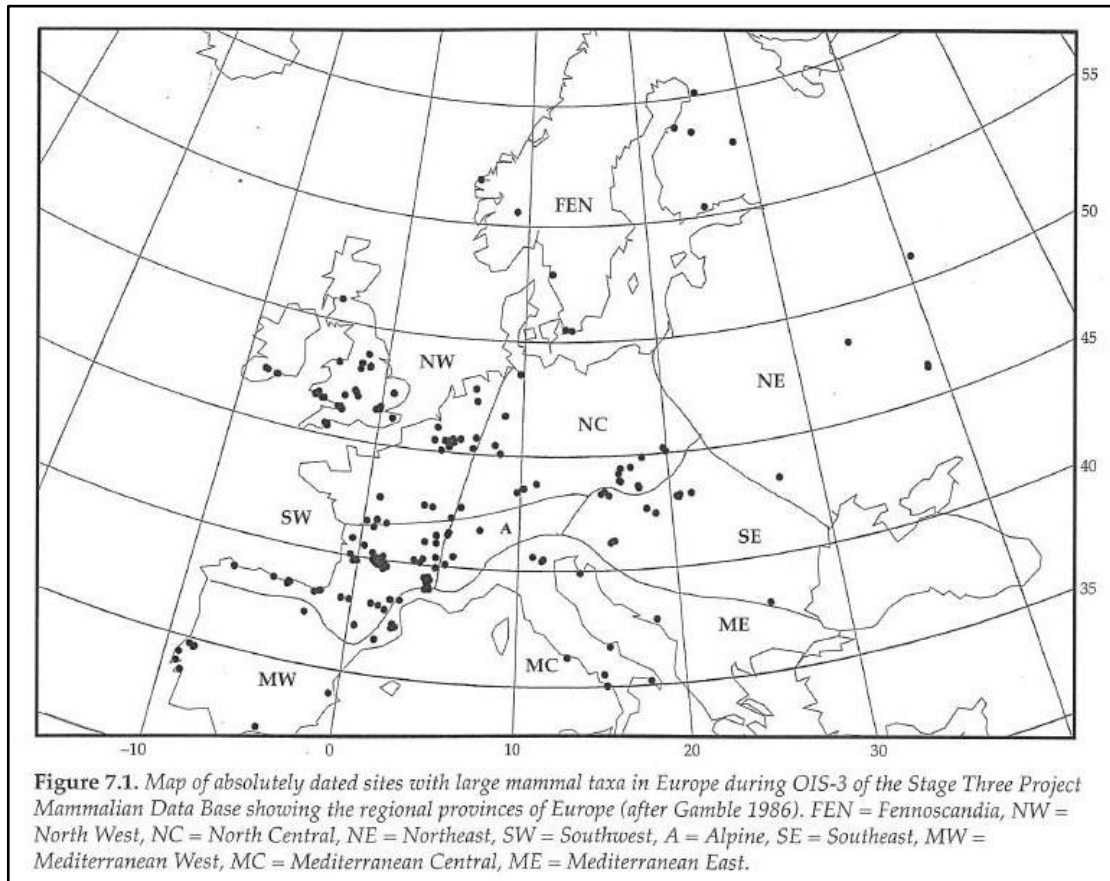 55
FEN
50
NW
45
NE
NC
40
SW
A
SE
35
ME
MC
MW
–10
0
10
20
30
Figure 7.1. Map of absolutely dated sites with large mammal taxa in Europe during OIS-3 of the Stage Three Project
Mammalian Data Base showing the regional provinces of Europe (after Gamble 1986). FEN = Fennoscandia, NW =
North West, NC = North Central, NE = Northeast, SW = Southwest, A = Alpine, SE = Southeast, MW =
Mediterranean West, MC = Mediterranean Central, ME = Mediterranean East.